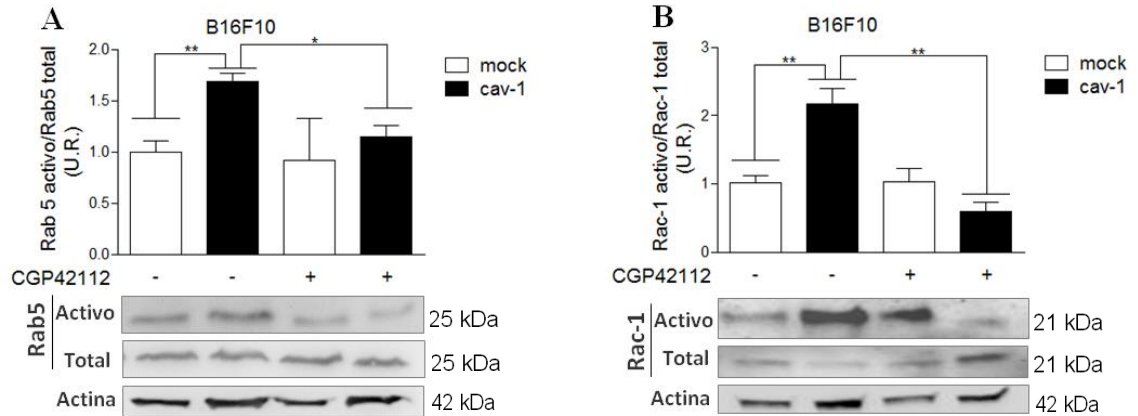 A
B16F10
Rab 5 activo/Rab5 total
(U.R.)
2.0
1.5
1.0
0.5
0.0
**
*
mock
cav-1
CGP42112 - - + +
Rab5
Activo 25 kDa
Total 25 kDa
Actina 42 kDa
B
B16F10
Rac-1 activo/Rac-1 total
(U.R.)
3
2
1
0
**
**
mock
cav-1
CGP42112 - - + +
Rac-1
Activo 21 kDa
Total 21 kDa
Actina 42 kDa